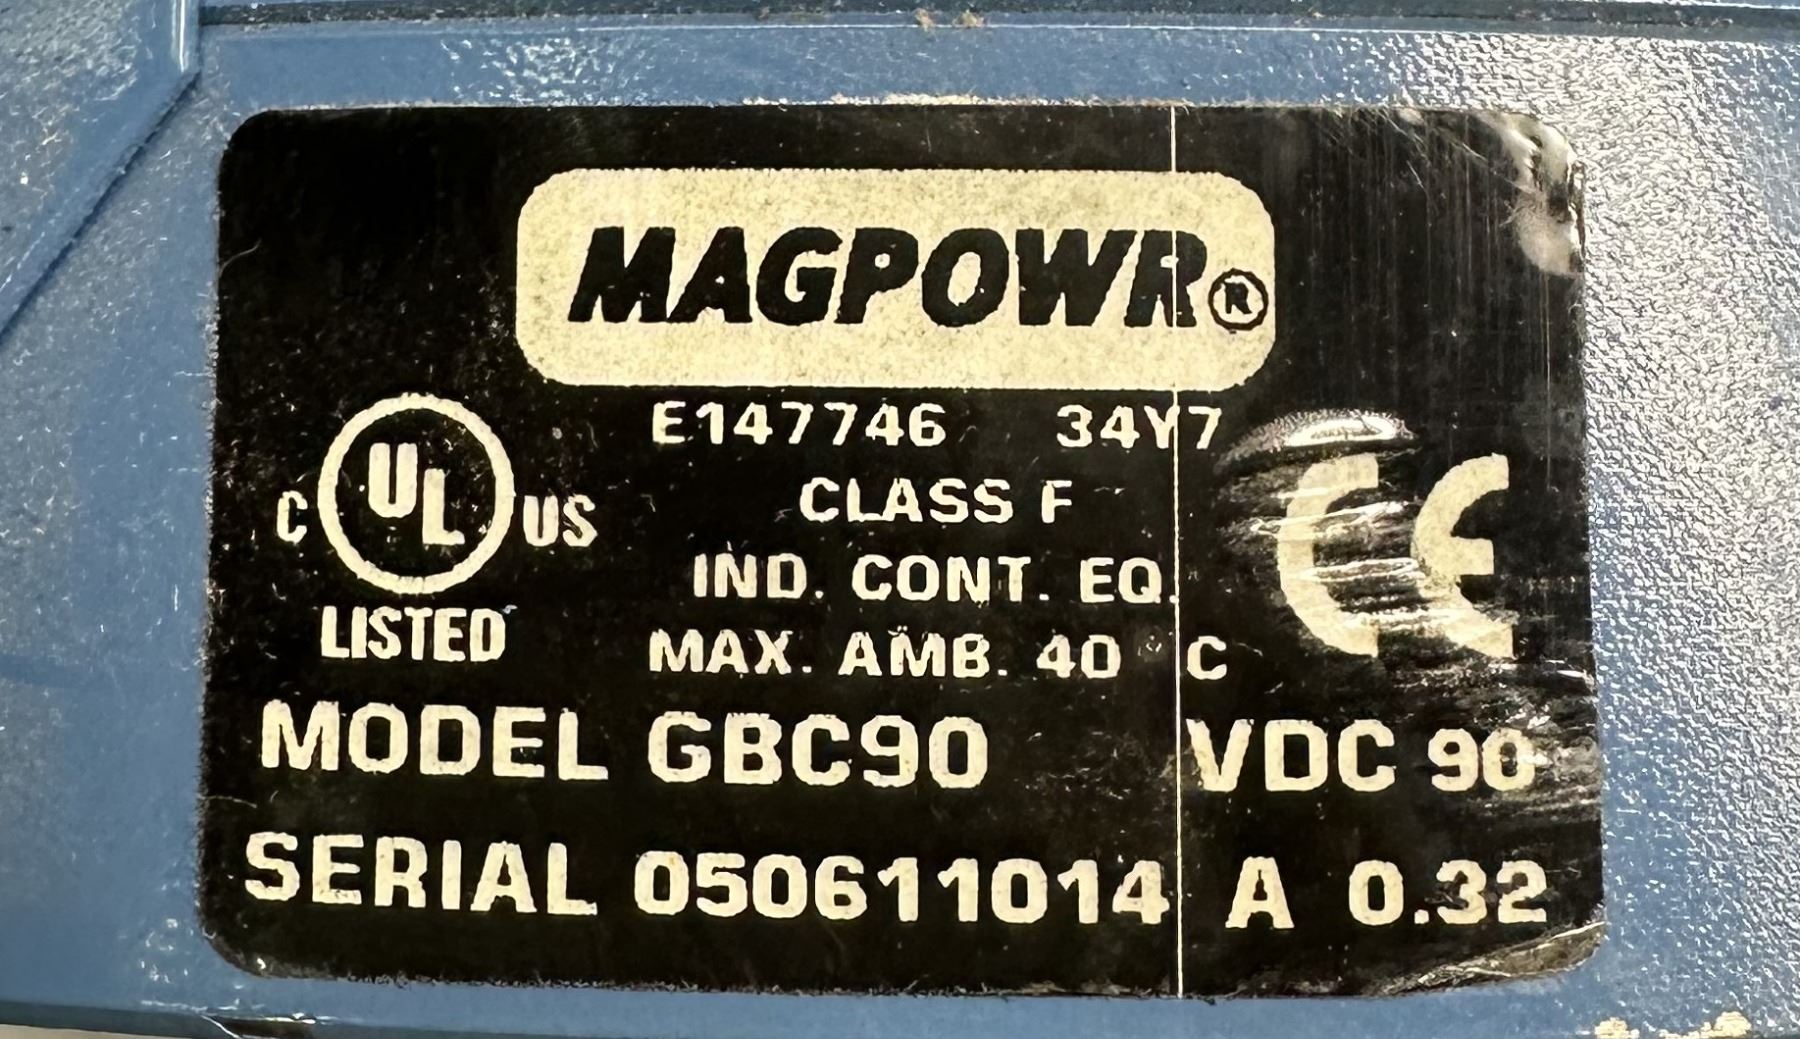 MAGPOWR®
E147746 34Y7
CLASS F
IND. CONT. EQ.
MAX. AMB. 40 °C
C UL US
LISTED
CE
MODEL GBC90 VDC 90
SERIAL 050611014 A 0.32